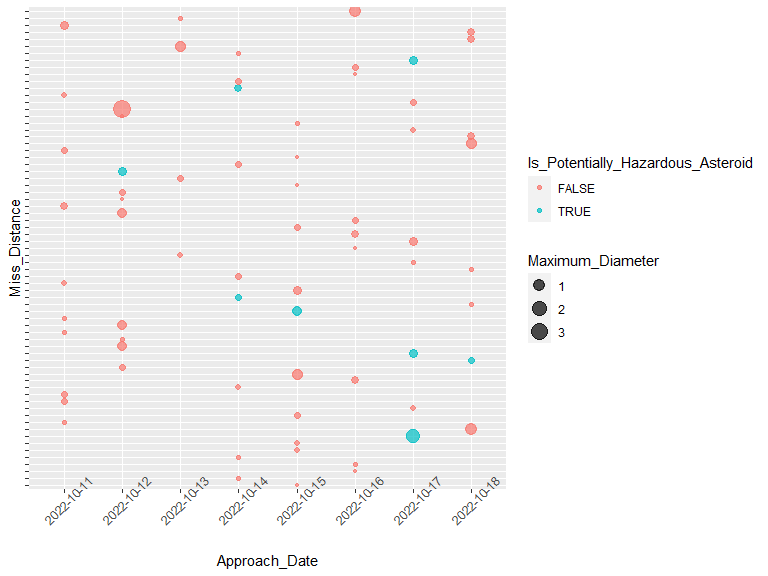 Miss_Distance
2022-10-11
2022-10-12
2022-10-13
2022-10-14
2022-10-15
2022-10-16
2022-10-17
2022-10-18
Approach_Date
Is_Potentially_Hazardous_Asteroid
FALSE
TRUE
Maximum_Diameter
1
2
3